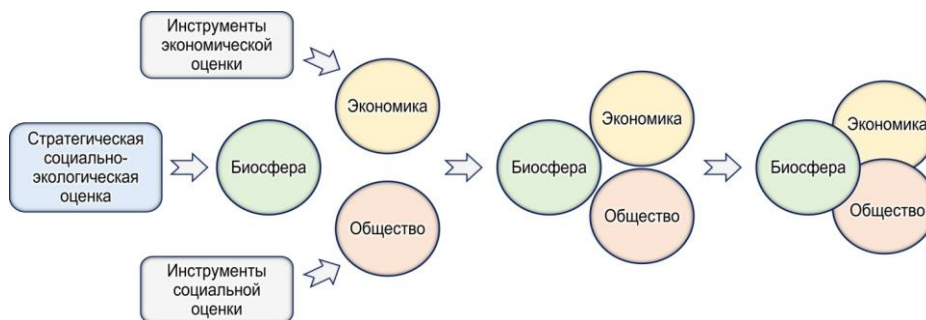 Инструменты
экономической
оценки
Стратегическая
социально-
экологическая
оценка
Инструменты
социальной
оценки
Биосфера
Экономика
Общество
Биосфера
Экономика
Общество
Биосфера
Экономика
Общество